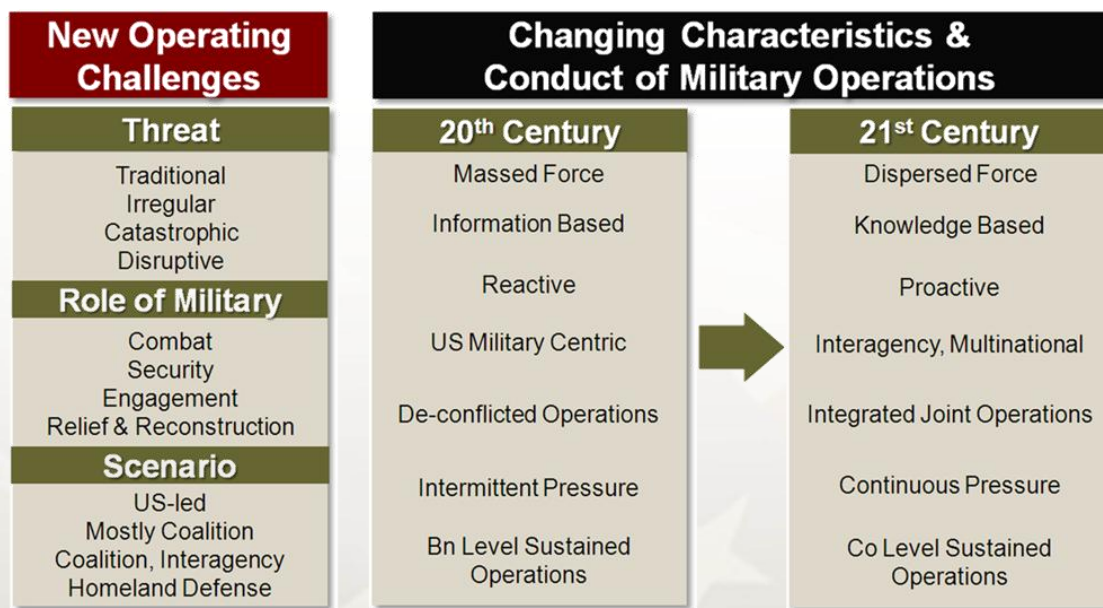 New Operating
Challenges
Threat
Traditional
Irregular
Catastrophic
Disruptive
Role of Military
Combat
Security
Engagement
Relief & Reconstruction
Scenario
US-led
Mostly Coalition
Coalition, Interagency
Homeland Defense
Changing Characteristics &
Conduct of Military Operations
20th Century
Massed Force
Information Based
Reactive
US Military Centric
De-conflicted Operations
Intermittent Pressure
Bn Level Sustained
Operations
21st Century
Dispersed Force
Knowledge Based
Proactive
Interagency, Multinational
Integrated Joint Operations
Continuous Pressure
Co Level Sustained
Operations